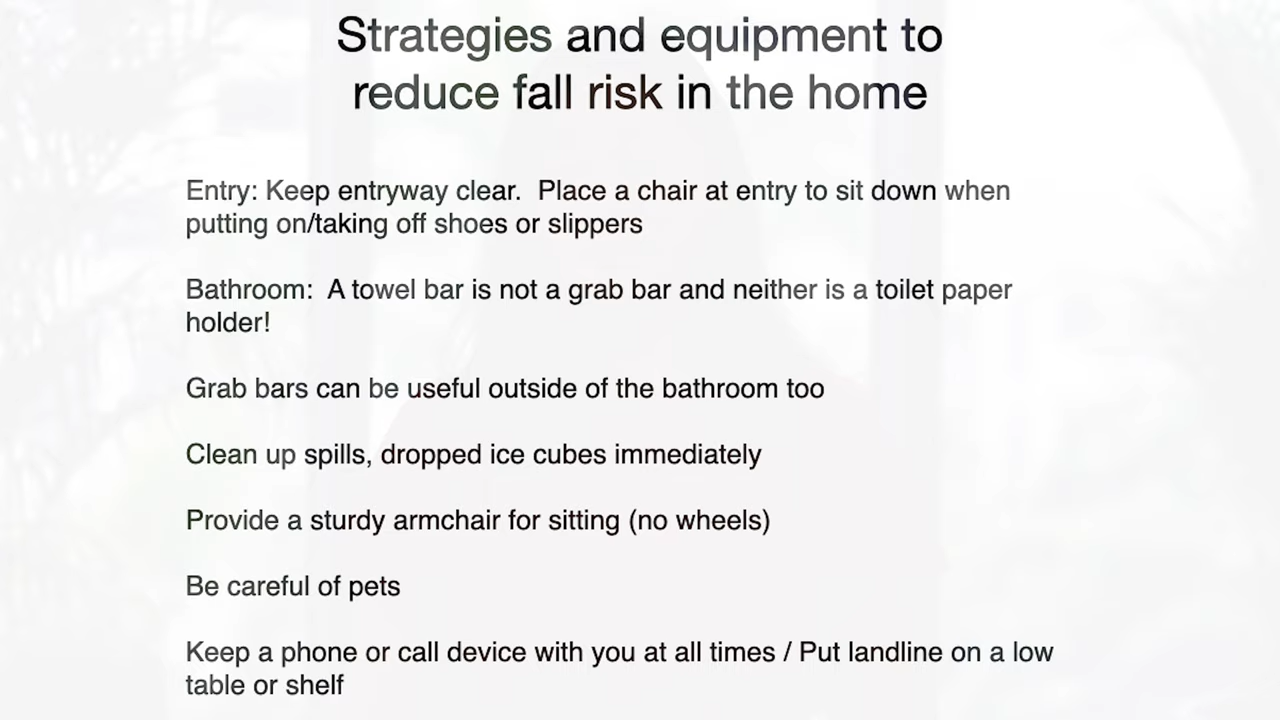 Strategies and equipment to
reduce fall risk in the home
Entry: Keep entryway clear.  Place a chair at entry to sit down when
putting on/taking off shoes or slippers
Bathroom:  A towel bar is not a grab bar and neither is a toilet paper
holder!
Grab bars can be useful outside of the bathroom too
Clean up spills, dropped ice cubes immediately
Provide a sturdy armchair for sitting (no wheels)
Be careful of pets
Keep a phone or call device with you at all times / Put landline on a low
table or shelf